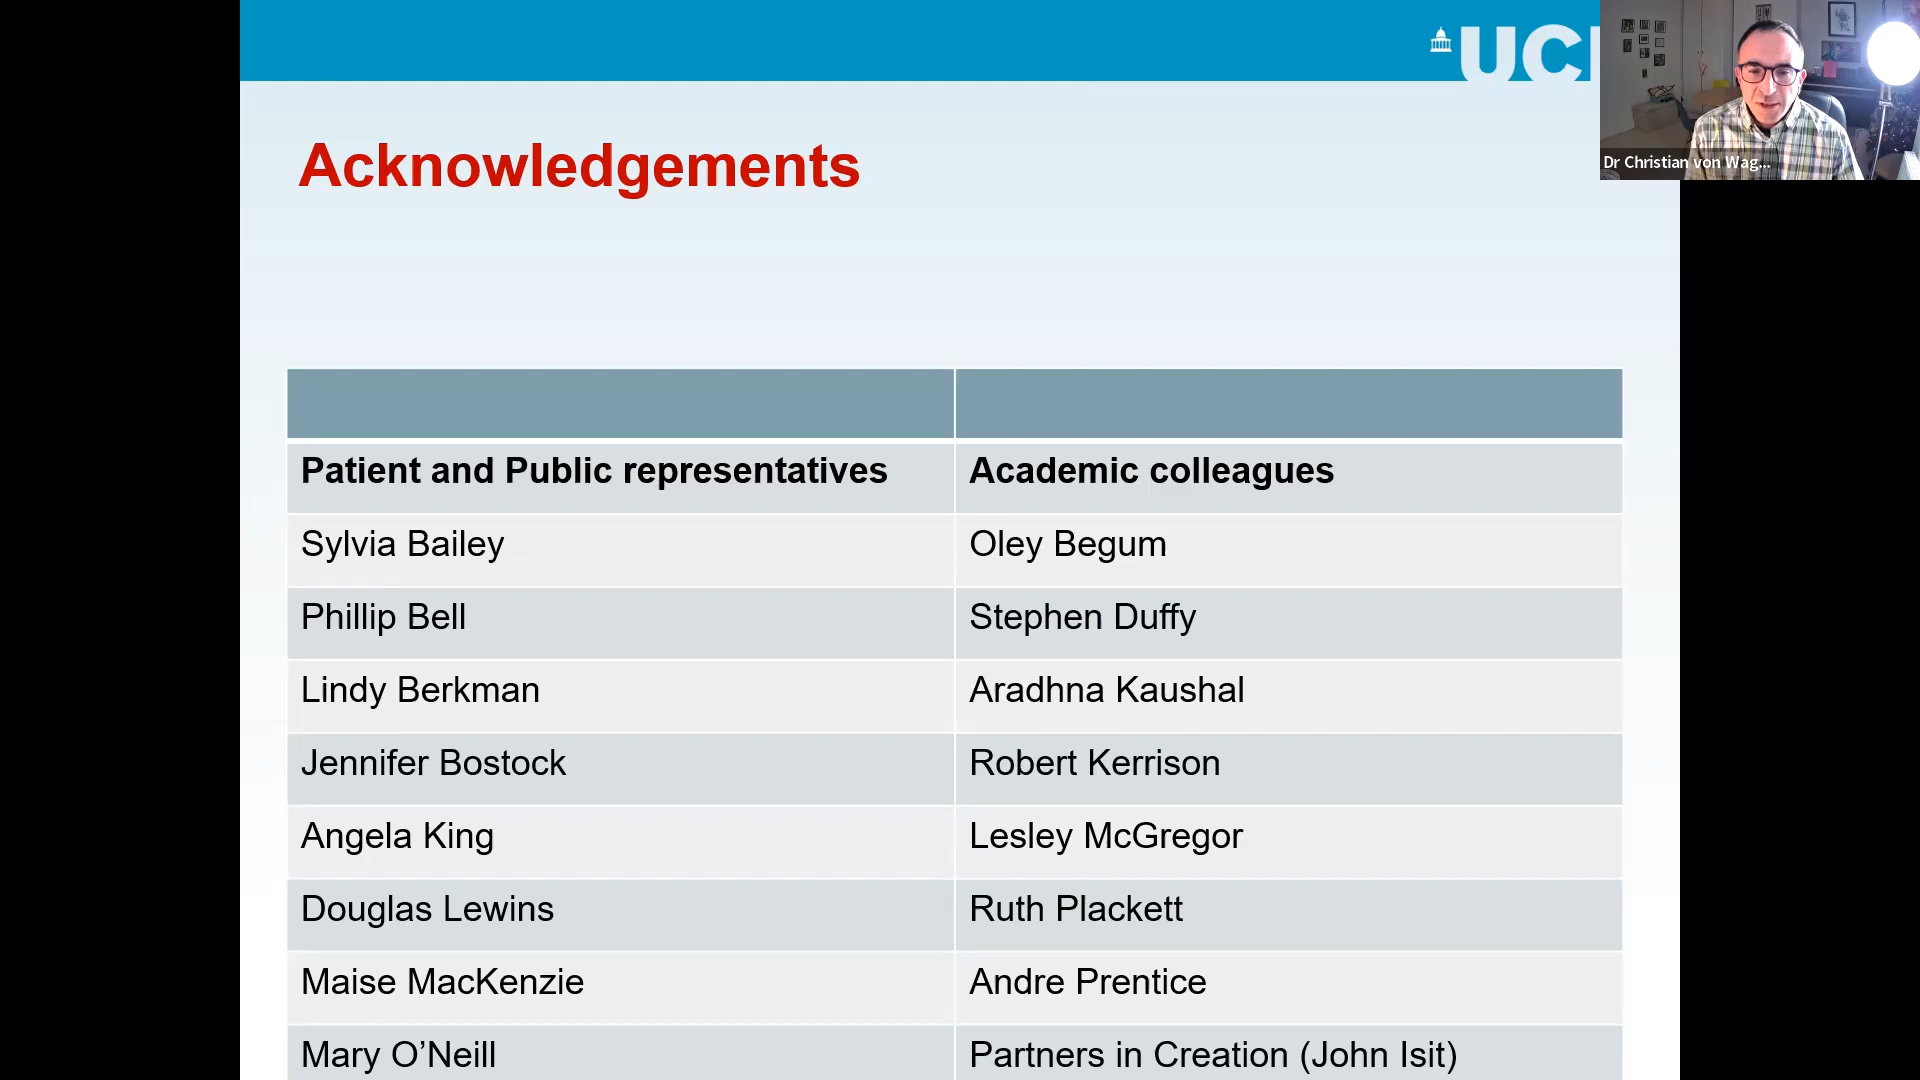 UCL
Dr Christian von Wag...
Acknowledgements
Patient and Public representatives
Academic colleagues
Sylvia Bailey
Oley Begum
Phillip Bell
Stephen Duffy
Lindy Berkman
Aradhna Kaushal
Jennifer Bostock
Robert Kerrison
Angela King
Lesley McGregor
Douglas Lewins
Ruth Plackett
Maise MacKenzie
Andre Prentice
Mary O’Neill
Partners in Creation (John Isit)